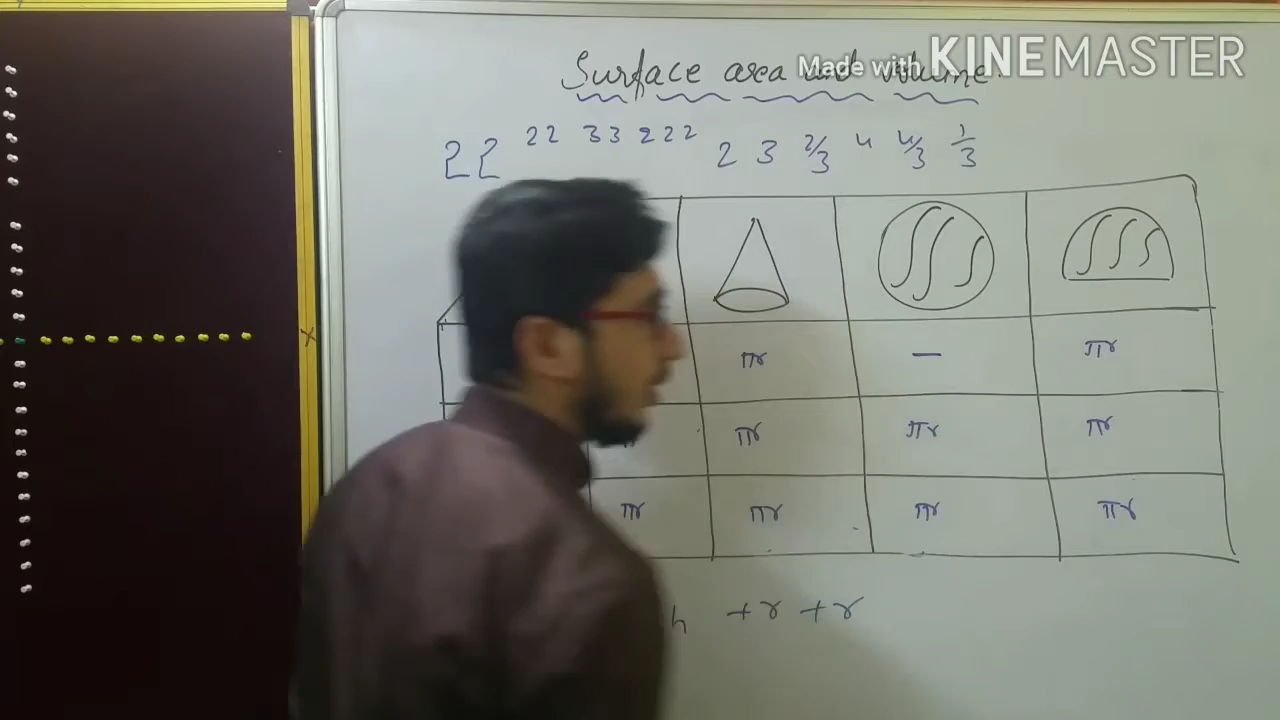 Surface area and volume.
Made with KINEMASTER
22 22 33 222 2 3 2/3 4 4/3 1/3
πr — πr
πr πr πr
πr πr πr πr
h +r +r